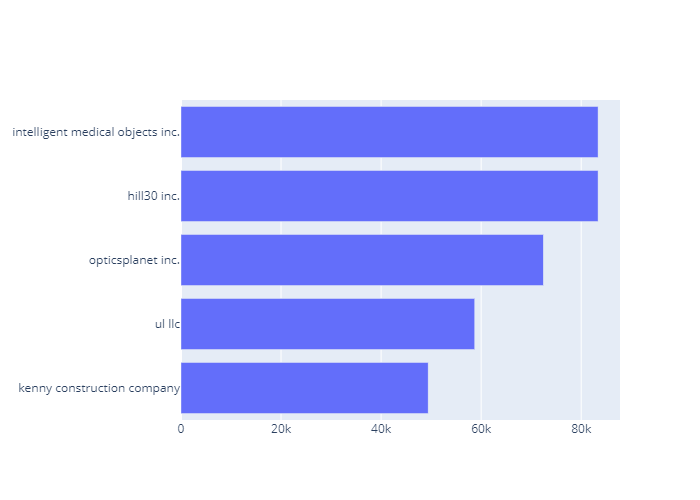 intelligent medical objects inc.
hill30 inc.
opticsplanet inc.
ul llc
kenny construction company
0 20k 40k 60k 80k